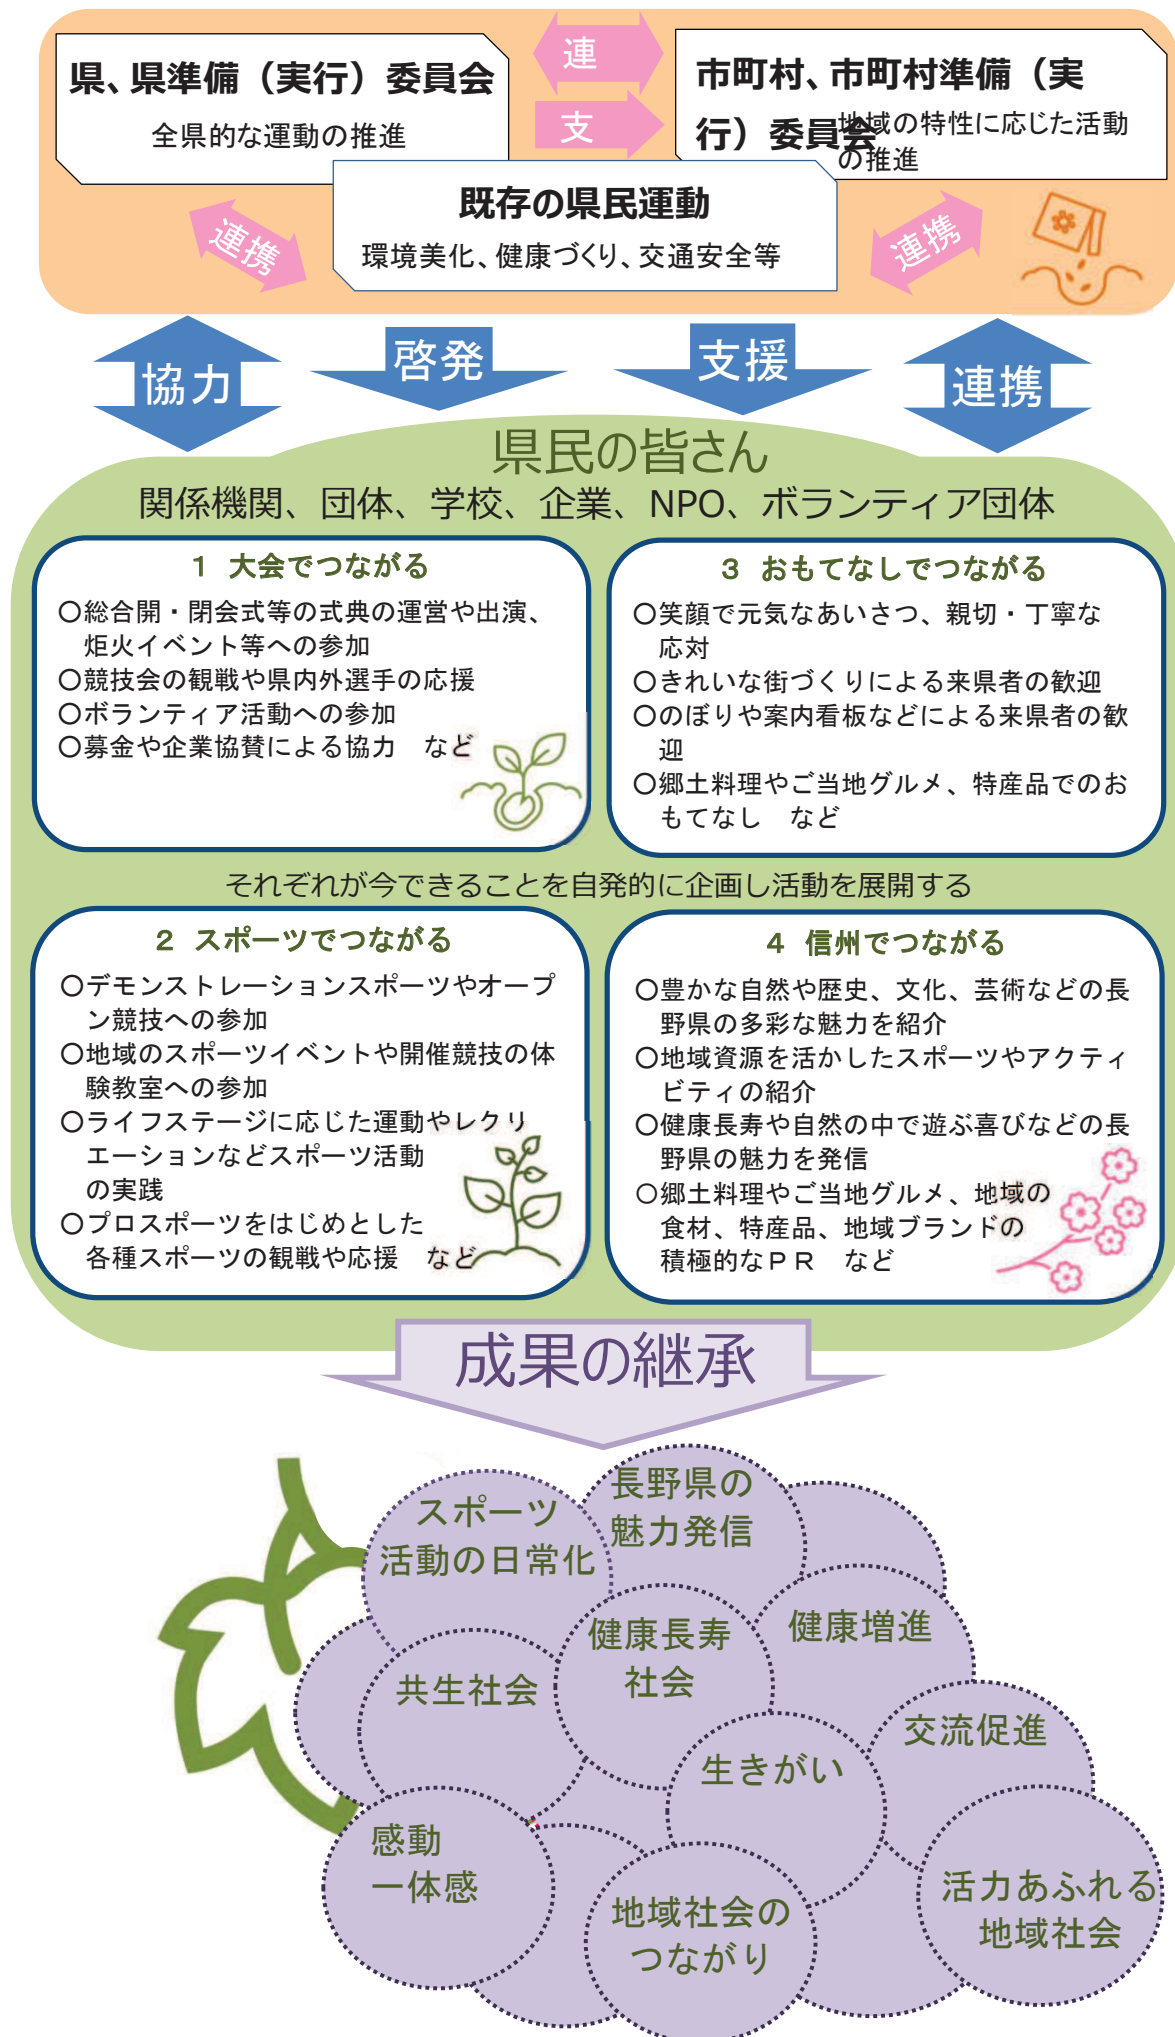 県、県準備（実行）委員会
全県的な運動の推進
連
支
市町村、市町村準備（実
行）委員会
地域の特性に応じた活動
の推進
既存の県民運動
環境美化、健康づくり、交通安全等
連携
連携
協力
啓発
支援
連携
県民の皆さん
関係機関、団体、学校、企業、NPO、ボランティア団体
１ 大会でつながる
○総合開・閉会式等の式典の運営や出演、
炬火イベント等への参加
○競技会の観戦や県内外選手の応援
○ボランティア活動への参加
○募金や企業協賛による協力　など
３ おもてなしでつながる
○笑顔で元気なあいさつ、親切・丁寧な
応対
○きれいな街づくりによる来県者の歓迎
○のぼりや案内看板などによる来県者の歓
迎
○郷土料理やご当地グルメ、特産品でのお
もてなし　など
それぞれが今できることを自発的に企画し活動を展開する
２ スポーツでつながる
○デモンストレーションスポーツやオープ
ン競技への参加
○地域のスポーツイベントや開催競技の体
験教室への参加
○ライフステージに応じた運動やレクリ
エーションなどスポーツ活動
の実践
○プロスポーツをはじめとした
各種スポーツの観戦や応援　など
４ 信州でつながる
○豊かな自然や歴史、文化、芸術などの長
野県の多彩な魅力を紹介
○地域資源を活かしたスポーツやアクティ
ビティの紹介
○健康長寿や自然の中で遊ぶ喜びなどの長
野県の魅力を発信
○郷土料理やご当地グルメ、地域の
食材、特産品、地域ブランドの
積極的なＰＲ　など
成果の継承
スポーツ
活動の日常化
長野県の
魅力発信
健康長寿
社会
健康増進
共生社会
交流促進
生きがい
感動
一体感
地域社会の
つながり
活力あふれる
地域社会